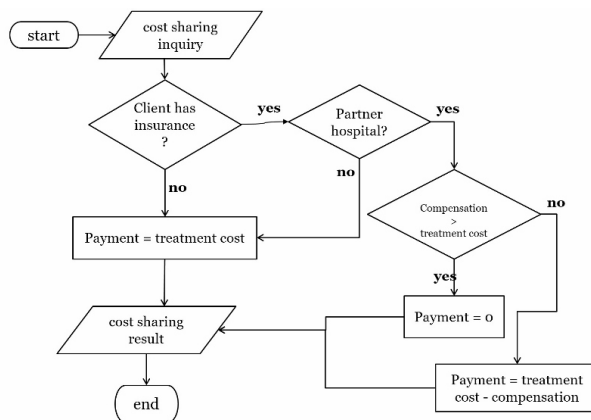 start
cost sharing
inquiry
Client has
insurance
?
yes
Partner
hospital?
yes
no
no
Payment = treatment cost
Compensation
>
treatment cost
no
yes
Payment = 0
cost sharing
result
Payment = treatment
cost - compensation
end